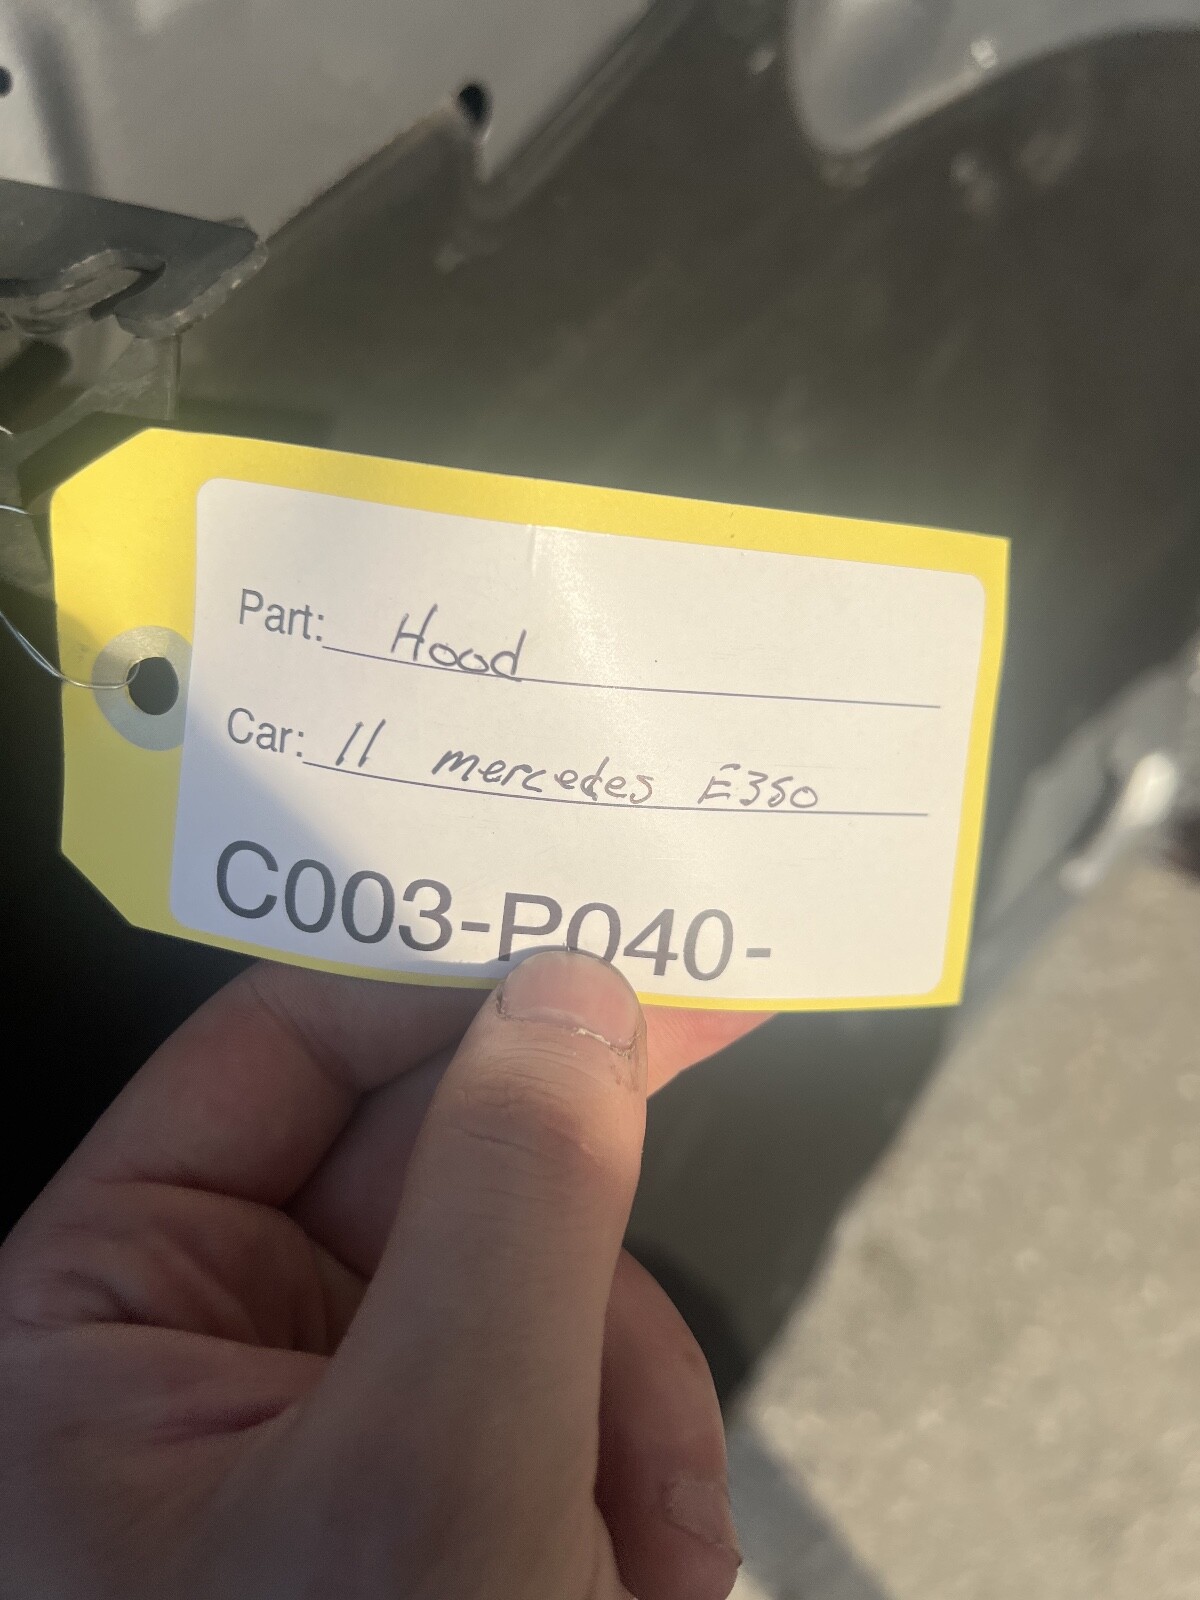 Part: Hood
Car: 11 mercedes E350
C003-P040-